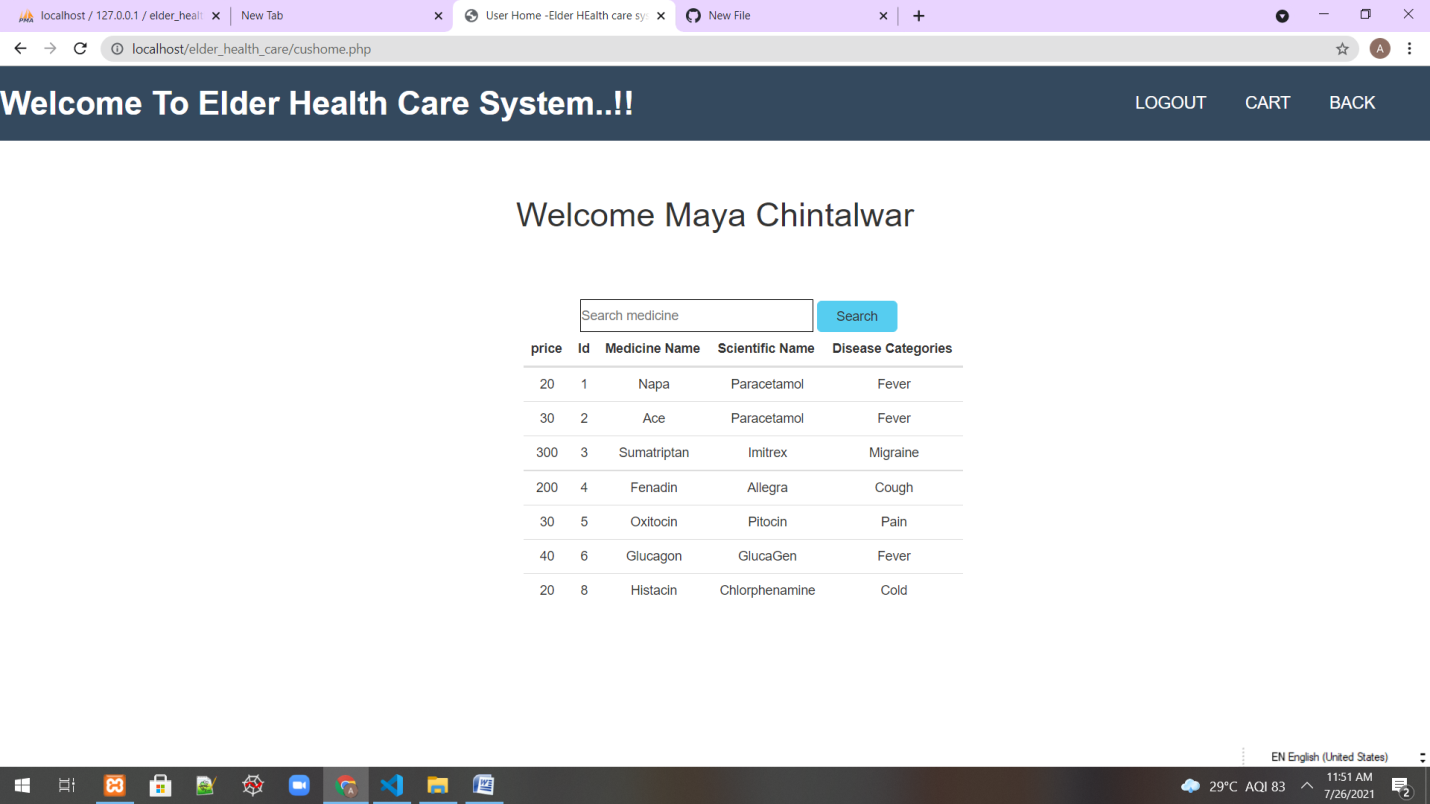 localhost / 127.0.0.1 / elder_healt
New Tab
User Home -Elder HEalth care sys
New File
localhost/elder_health_care/cushome.php
A
Welcome To Elder Health Care System..!!
LOGOUT CART BACK
Welcome Maya Chintalwar
Search medicine Search
price Id Medicine Name Scientific Name Disease Categories
20 1 Napa Paracetamol Fever
30 2 Ace Paracetamol Fever
300 3 Sumatriptan Imitrex Migraine
200 4 Fenadin Allegra Cough
30 5 Oxitocin Pitocin Pain
40 6 Glucagon GlucaGen Fever
20 8 Histacin Chlorphenamine Cold
EN English (United States)
29°C AQI 83
11:51 AM
7/26/2021
2